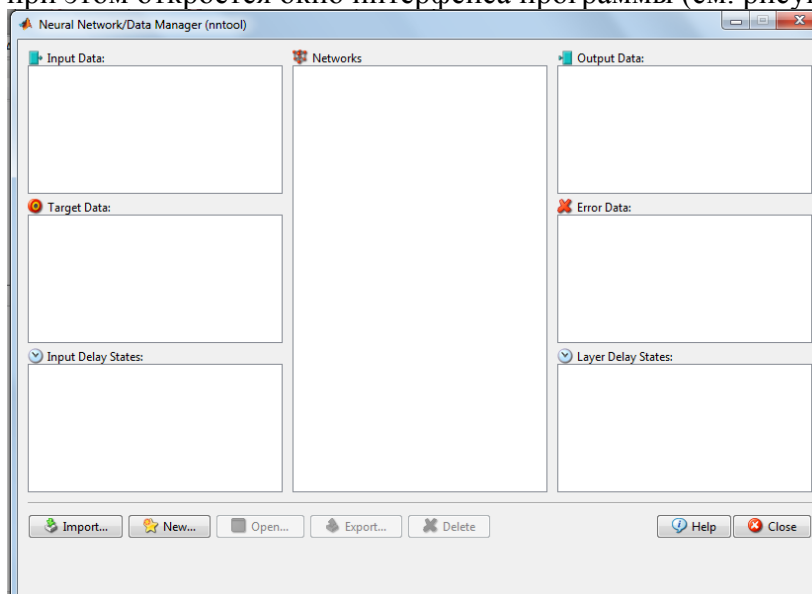 при этом откроется окно интерфейса программы (см. рисун
Neural Network/Data Manager (nntool)
Input Data:
Networks
Output Data:
Target Data:
Error Data:
Input Delay States:
Layer Delay States:
Import... New... Open... Export... Delete Help Close